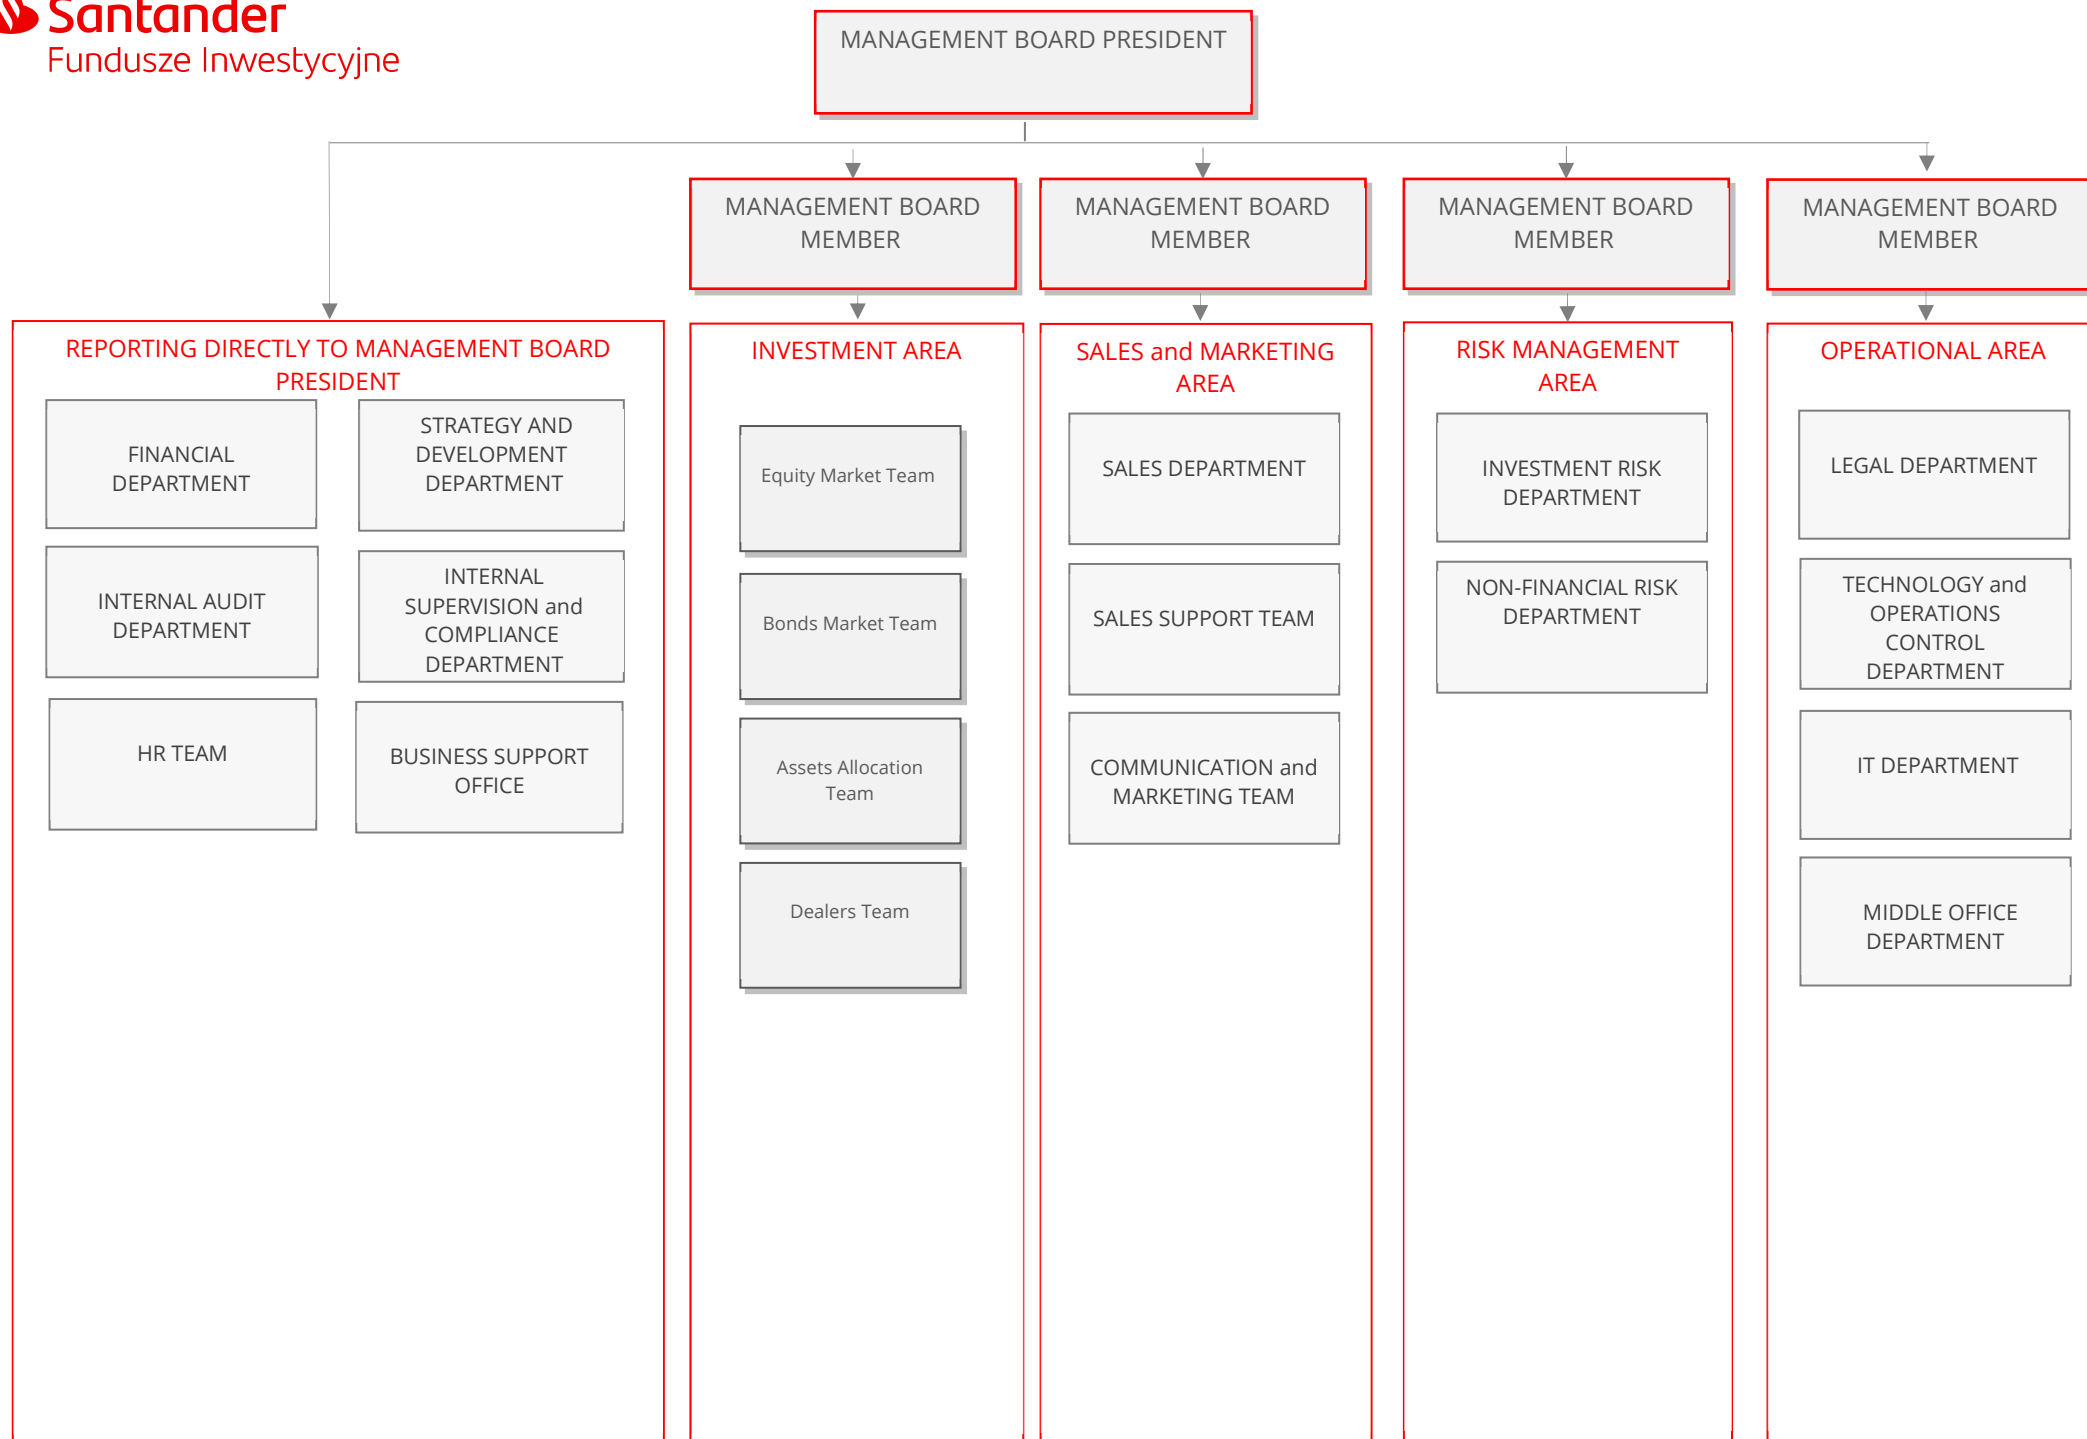 Santander
Fundusze Inwestycyjne
MANAGEMENT BOARD PRESIDENT
MANAGEMENT BOARD
MEMBER
MANAGEMENT BOARD
MEMBER
MANAGEMENT BOARD
MEMBER
MANAGEMENT BOARD
MEMBER
REPORTING DIRECTLY TO MANAGEMENT BOARD
PRESIDENT
FINANCIAL
DEPARTMENT
STRATEGY AND
DEVELOPMENT
DEPARTMENT
INTERNAL AUDIT
DEPARTMENT
INTERNAL
SUPERVISION and
COMPLIANCE
DEPARTMENT
HR TEAM
BUSINESS SUPPORT
OFFICE
INVESTMENT AREA
Equity Market Team
Bonds Market Team
Assets Allocation
Team
Dealers Team
SALES and MARKETING
AREA
SALES DEPARTMENT
SALES SUPPORT TEAM
COMMUNICATION and
MARKETING TEAM
RISK MANAGEMENT
AREA
INVESTMENT RISK
DEPARTMENT
NON-FINANCIAL RISK
DEPARTMENT
OPERATIONAL AREA
LEGAL DEPARTMENT
TECHNOLOGY and
OPERATIONS
CONTROL
DEPARTMENT
IT DEPARTMENT
MIDDLE OFFICE
DEPARTMENT